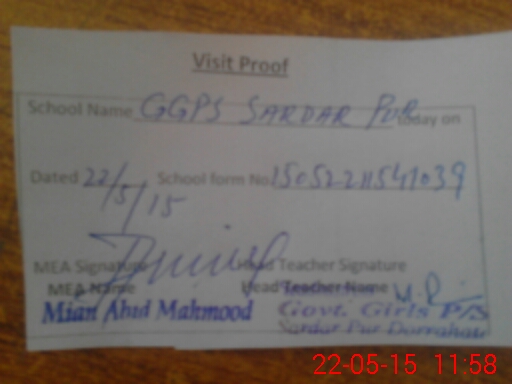 Visit Proof
School Name GGPS SARDAR PUR today on
Dated 22/5/15 School form No. 15052211541039
MEA Signature Head Teacher Signature
MEA Name Head Teacher Name
Mian Abid Mahmood Govt. Girls P/S
Sardar Pur
22-05-15 11:58